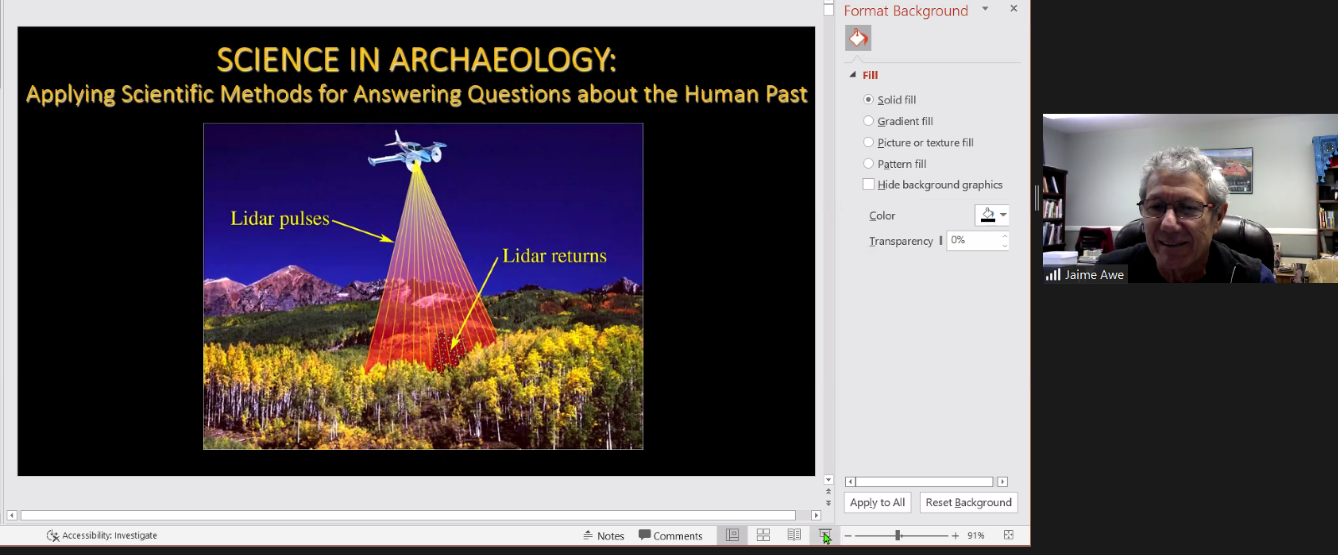 SCIENCE IN ARCHAEOLOGY:
Applying Scientific Methods for Answering Questions about the Human Past
Lidar pulses
Lidar returns
Format Background
Fill
Solid fill
Gradient fill
Picture or texture fill
Pattern fill
Hide background graphics
Color
Transparency 0%
Apply to All Reset Background
Jaime Awe
Accessibility: Investigate Notes Comments 91%